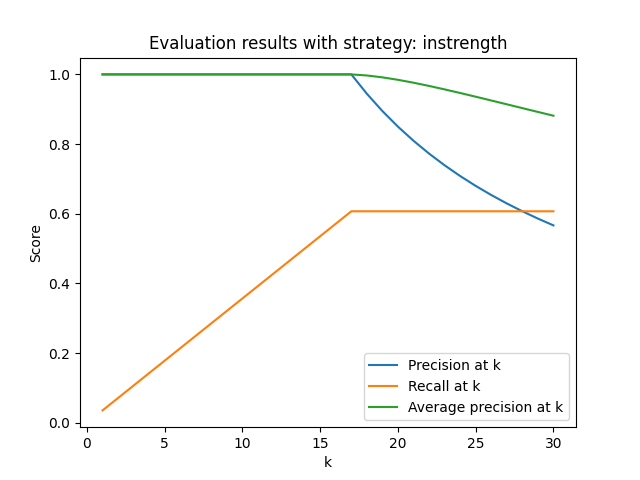 Evaluation results with strategy: instrength
1.0
0.8
0.6
0.4
0.2
0.0
Score
0
5
10
15
20
25
30
k
Precision at k
Recall at k
Average precision at k